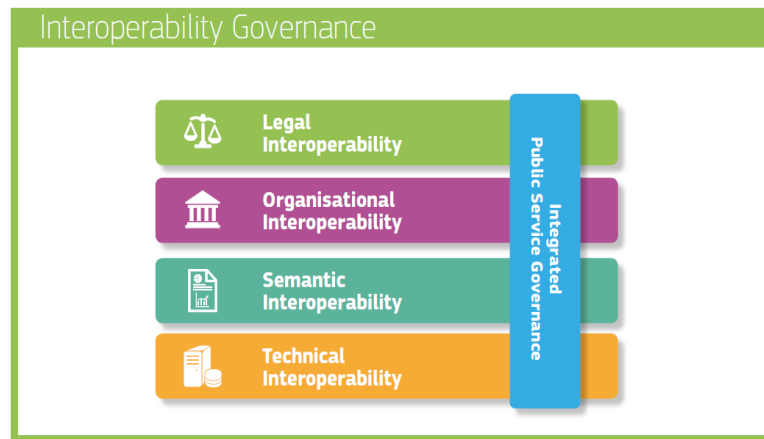 Interoperability Governance
Legal
Interoperability
Organisational
Interoperability
Semantic
Interoperability
Technical
Interoperability
Integrated
Public Service Governance